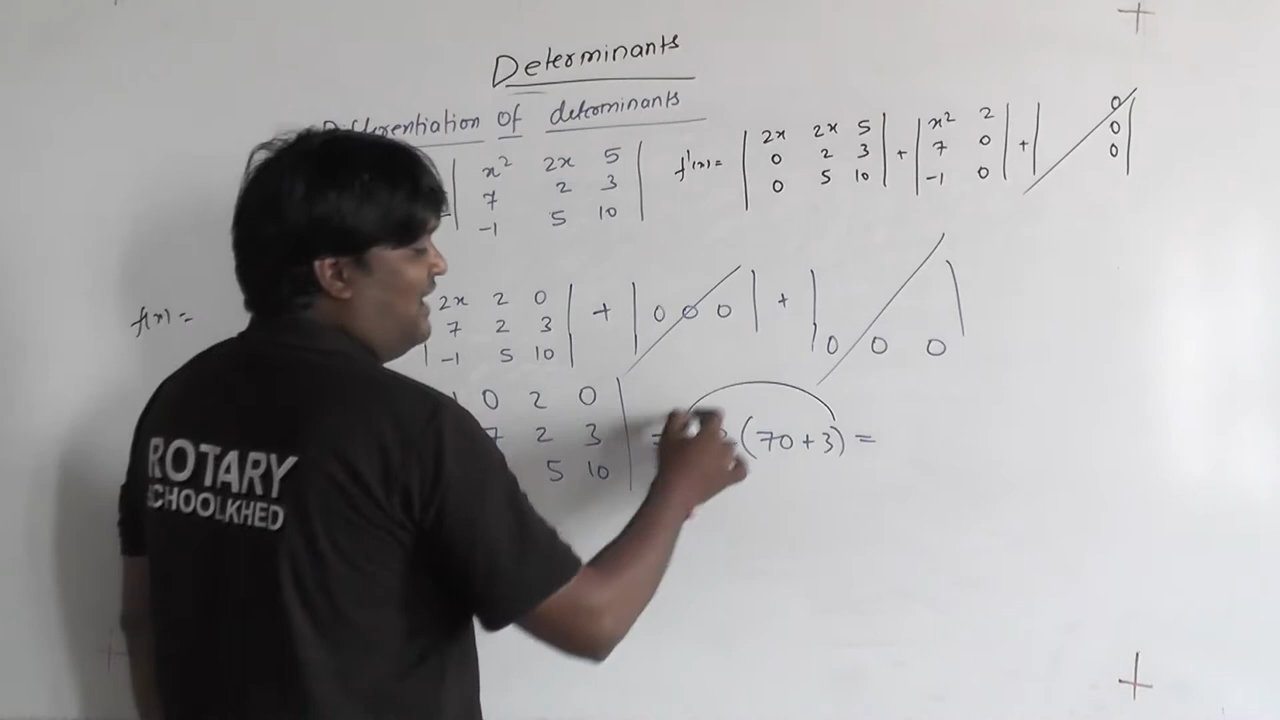 Determinants
Differentiation of determinants
x² 2x 5
7 2 3
-1 5 10
f'(x) = | 2x 2x 5 | + | x² 2 | + | 0 |
0 2 3 7 0 0
0 5 10 -1 0 0
f(x) =
2x 2 0 | + | 0 0 0 | + |
7 2 3
-1 5 10 0 0 0
0 2 0
7 2 3 (70+3) =
5 10
ROTARY
SCHOOLKHED